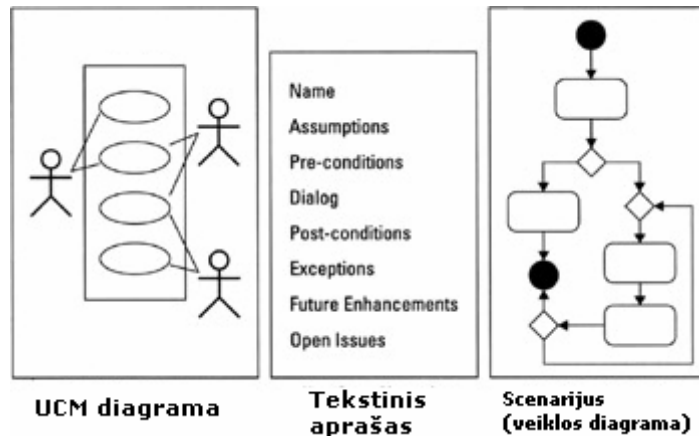 Name
Assumptions
Pre-conditions
Dialog
Post-conditions
Exceptions
Future Enhancements
Open Issues
UCM diagrama
Tekstinis
aprašas
Scenarijus
(veiklos diagrama)